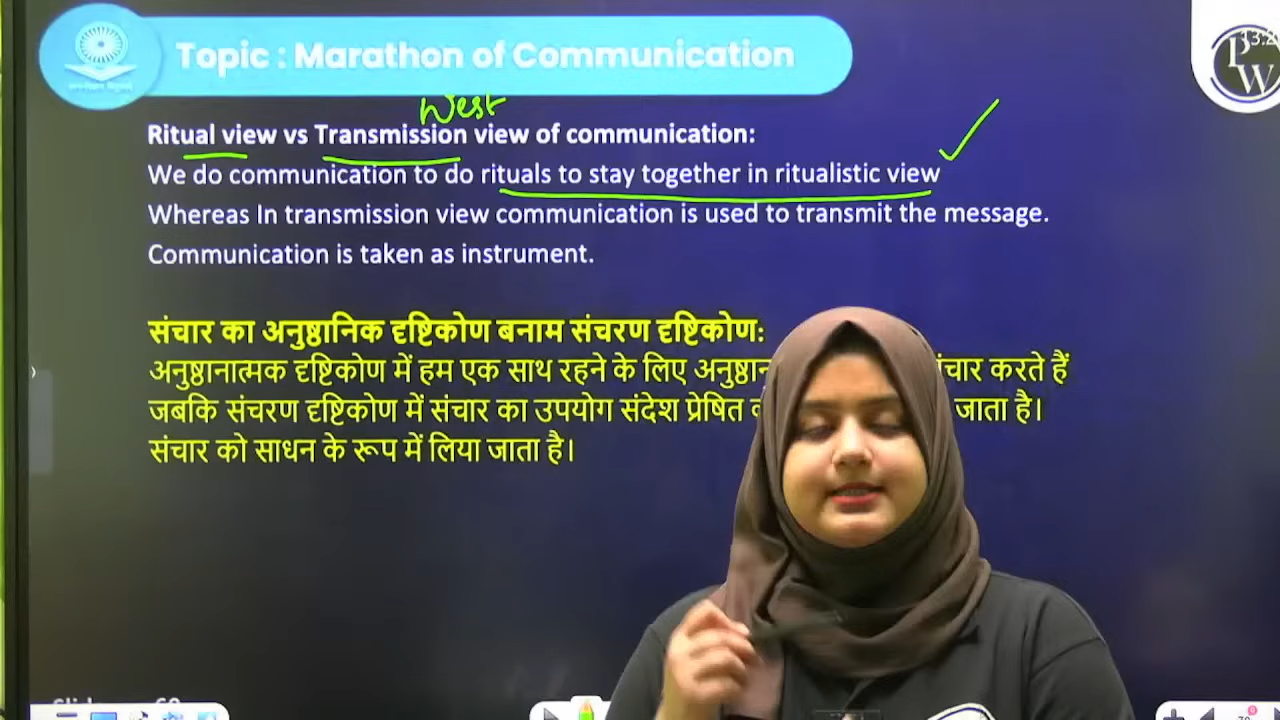 Topic : Marathon of Communication
West
Ritual view vs Transmission view of communication:
We do communication to do rituals to stay together in ritualistic view
Whereas In transmission view communication is used to transmit the message.
Communication is taken as instrument.
संचार का अनुष्ठानिक दृष्टिकोण बनाम संचरण दृष्टिकोण:
अनुष्ठानात्मक दृष्टिकोण में हम एक साथ रहने के लिए करते हैं
जबकि संचरण दृष्टिकोण में संचार का उपयोग संदेश प्रेषित जाता है।
संचार को साधन के रूप में लिया जाता है।
PW